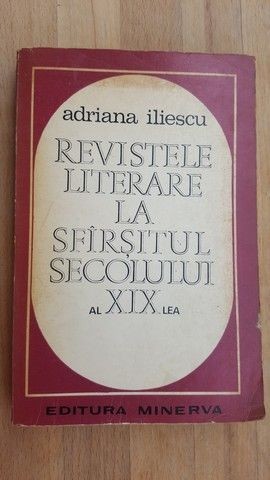 adriana iliescu
REVISTELE
LITERARE
LA
SFÎRȘITUL
SECOLULUI
AL XIX LEA
EDITURA MINERVA